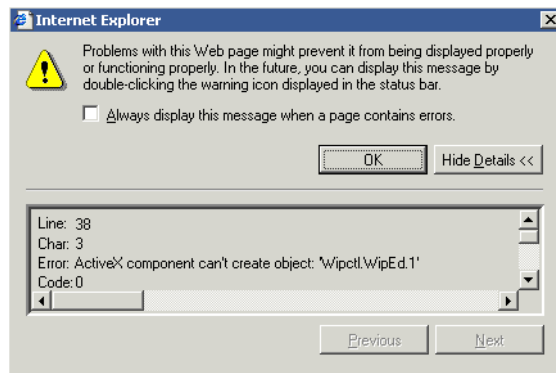 Internet Explorer
Problems with this Web page might prevent it from being displayed properly
or functioning properly. In the future, you can display this message by
double-clicking the warning icon displayed in the status bar.
Always display this message when a page contains errors.
OK
Hide Details <<
Line: 38
Char: 3
Error: ActiveX component can't create object: 'Wipctl.WipEd.1'
Code: 0
Previous
Next